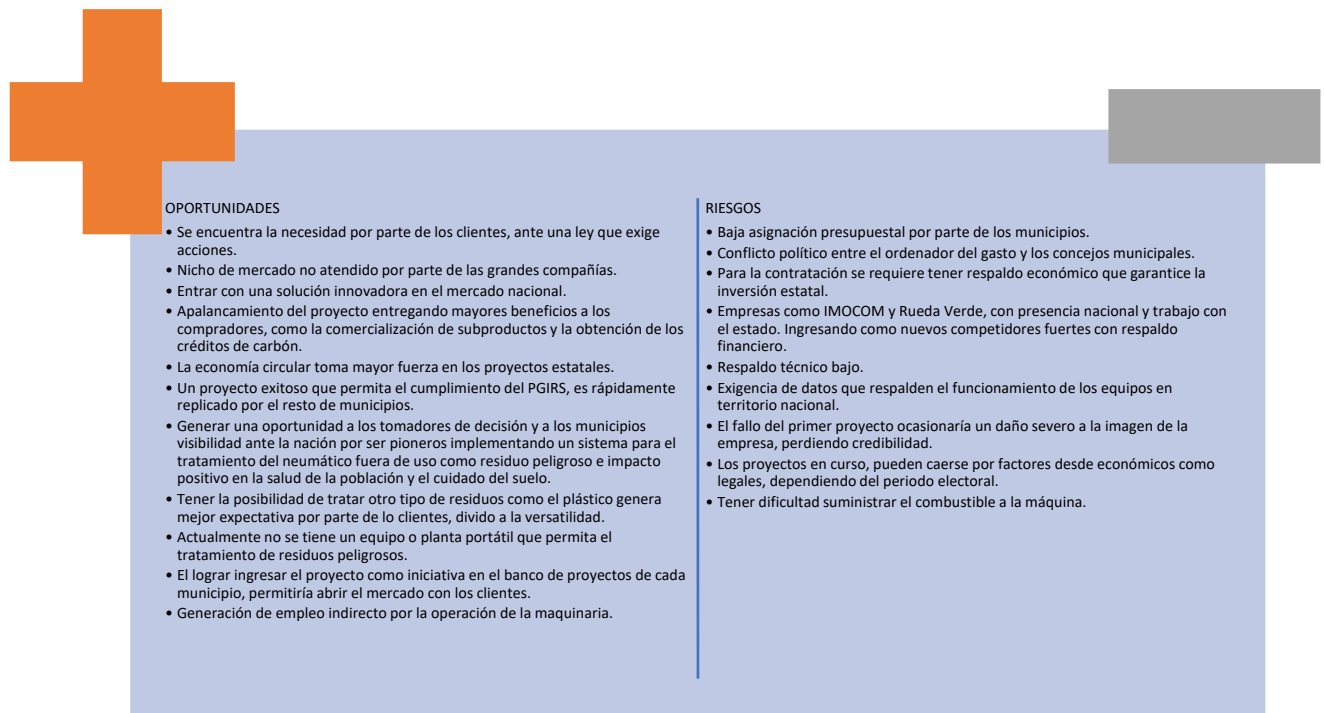 OPORTUNIDADES
• Se encuentra la necesidad por parte de los clientes, ante una ley que exige
acciones.
• Nicho de mercado no atendido por parte de las grandes compañías.
• Entrar con una solución innovadora en el mercado nacional.
• Apalancamiento del proyecto entregando mayores beneficios a los
compradores, como la comercialización de subproductos y la obtención de los
créditos de carbón.
• La economía circular toma mayor fuerza en los proyectos estatales.
• Un proyecto exitoso que permita el cumplimiento del PGIRS, es rápidamente
replicado por el resto de municipios.
• Generar una oportunidad a los tomadores de decisión y a los municipios
visibilidad ante la nación por ser pioneros implementando un sistema para el
tratamiento del neumático fuera de uso como residuo peligroso e impacto
positivo en la salud de la población y el cuidado del suelo.
• Tener la posibilidad de tratar otro tipo de residuos como el plástico genera
mejor expectativa por parte de lo clientes, divido a la versatilidad.
• Actualmente no se tiene un equipo o planta portátil que permita el
tratamiento de residuos peligrosos.
• El lograr ingresar el proyecto como iniciativa en el banco de proyectos de cada
municipio, permitiría abrir el mercado con los clientes.
• Generación de empleo indirecto por la operación de la maquinaria.
RIESGOS
• Baja asignación presupuestal por parte de los municipios.
• Conflicto político entre el ordenador del gasto y los concejos municipales.
• Para la contratación se requiere tener respaldo económico que garantice la
inversión estatal.
• Empresas como IMOCOM y Rueda Verde, con presencia nacional y trabajo con
el estado. Ingresando como nuevos competidores fuertes con respaldo
financiero.
• Respaldo técnico bajo.
• Exigencia de datos que respalden el funcionamiento de los equipos en
territorio nacional.
• El fallo del primer proyecto ocasionaría un daño severo a la imagen de la
empresa, perdiendo credibilidad.
• Los proyectos en curso, pueden caerse por factores desde económicos como
legales, dependiendo del periodo electoral.
• Tener dificultad suministrar el combustible a la máquina.